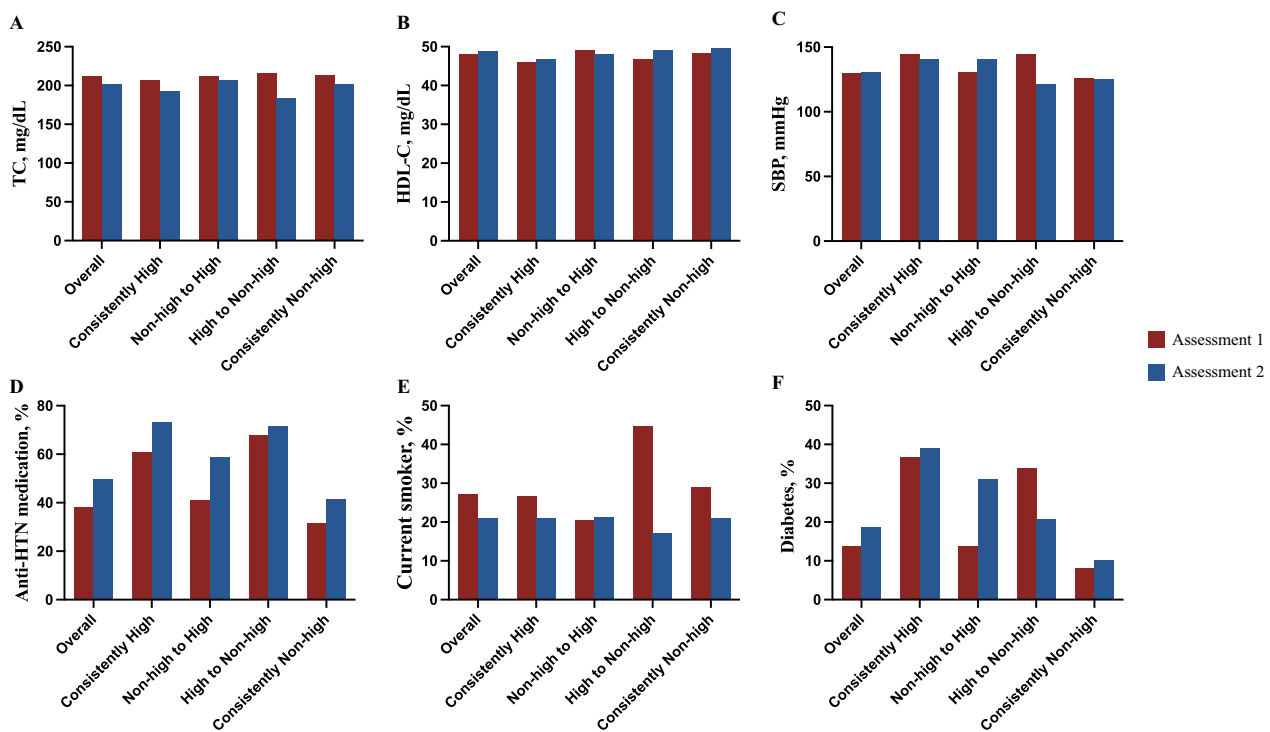 A
TC, mg/dL
250
200
150
100
50
0
Overall
Consistently High
Non-high to High
High to Non-high
Consistently Non-high
B
HDL-C, mg/dL
50
40
30
20
10
0
Overall
Consistently High
Non-high to High
High to Non-high
Consistently Non-high
C
SBP, mmHg
150
100
50
0
Overall
Consistently High
Non-high to High
High to Non-high
Consistently Non-high
Assessment 1
Assessment 2
D
Anti-HTN medication, %
80
60
40
20
0
Overall
Consistently High
Non-high to High
High to Non-high
Consistently Non-high
E
Current smoker, %
50
40
30
20
10
0
Overall
Consistently High
Non-high to High
High to Non-high
Consistently Non-high
F
Diabetes, %
50
40
30
20
10
0
Overall
Consistently High
Non-high to High
High to Non-high
Consistently Non-high